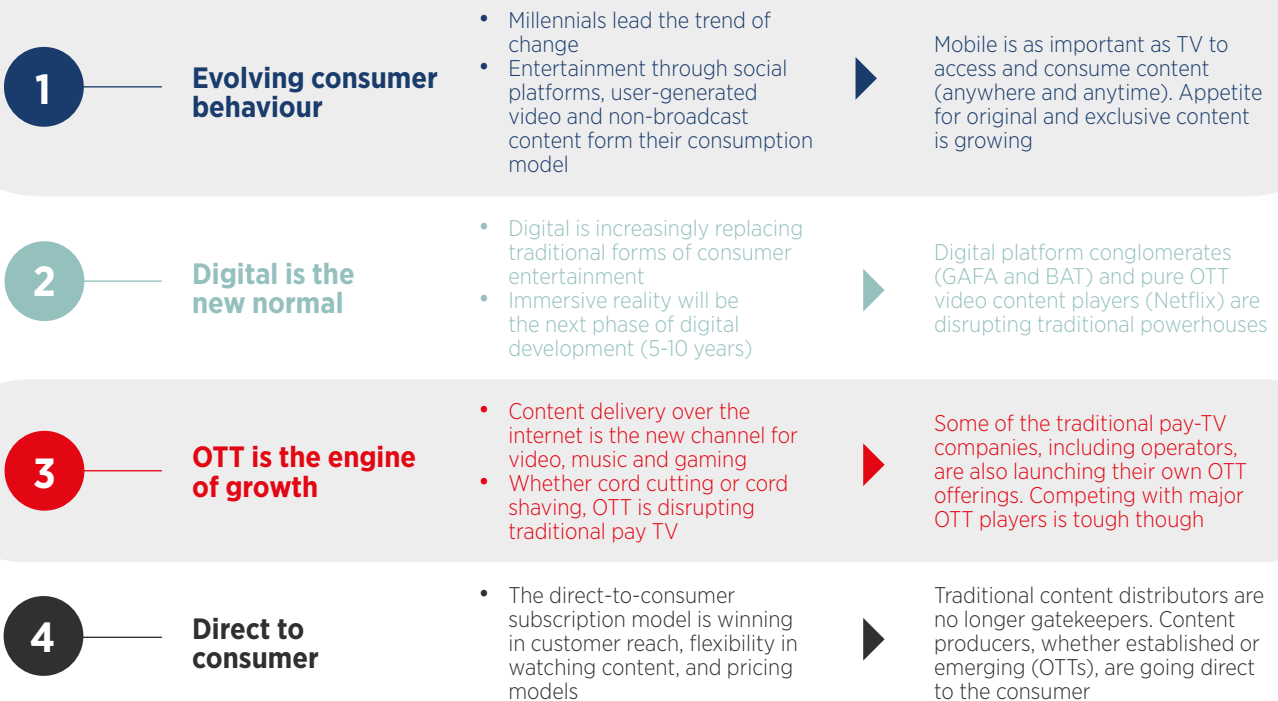 1
Evolving consumer
behaviour
• Millennials lead the trend of
change
• Entertainment through social
platforms, user-generated
video and non-broadcast
content form their consumption
model
Mobile is as important as TV to
access and consume content
(anywhere and anytime). Appetite
for original and exclusive content
is growing
2
Digital is the
new normal
• Digital is increasingly replacing
traditional forms of consumer
entertainment
• Immersive reality will be
the next phase of digital
development (5-10 years)
Digital platform conglomerates
(GAFA and BAT) and pure OTT
video content players (Netflix) are
disrupting traditional powerhouses
3
OTT is the engine
of growth
• Content delivery over the
internet is the new channel for
video, music and gaming
• Whether cord cutting or cord
shaving, OTT is disrupting
traditional pay TV
Some of the traditional pay-TV
companies, including operators,
are also launching their own OTT
offerings. Competing with major
OTT players is tough though
4
Direct to
consumer
• The direct-to-consumer
subscription model is winning
in customer reach, flexibility in
watching content, and pricing
models
Traditional content distributors are
no longer gatekeepers. Content
producers, whether established or
emerging (OTTs), are going direct
to the consumer